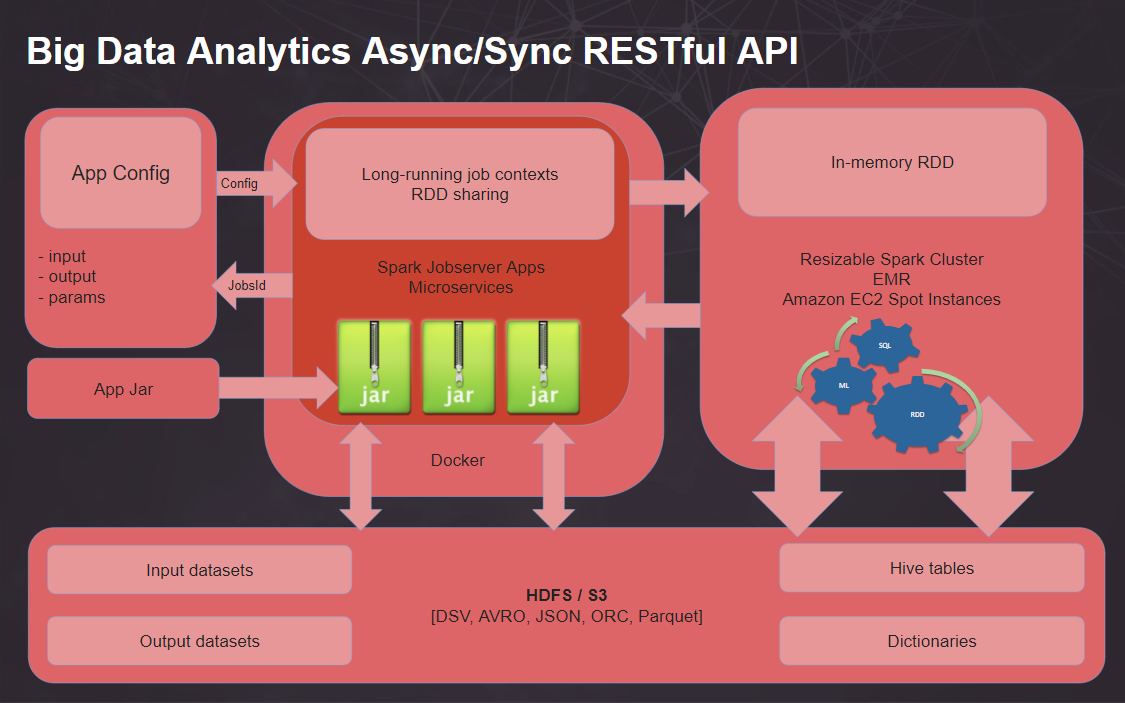 Big Data Analytics Async/Sync RESTful API
App Config
- input
- output
- params
Config
JobsId
App Jar
Long-running job contexts
RDD sharing
Spark Jobserver Apps
Microservices
jar
jar
jar
Docker
In-memory RDD
Resizable Spark Cluster
EMR
Amazon EC2 Spot Instances
SQL
ML
RDD
Input datasets
Output datasets
HDFS / S3
[DSV, AVRO, JSON, ORC, Parquet]
Hive tables
Dictionaries